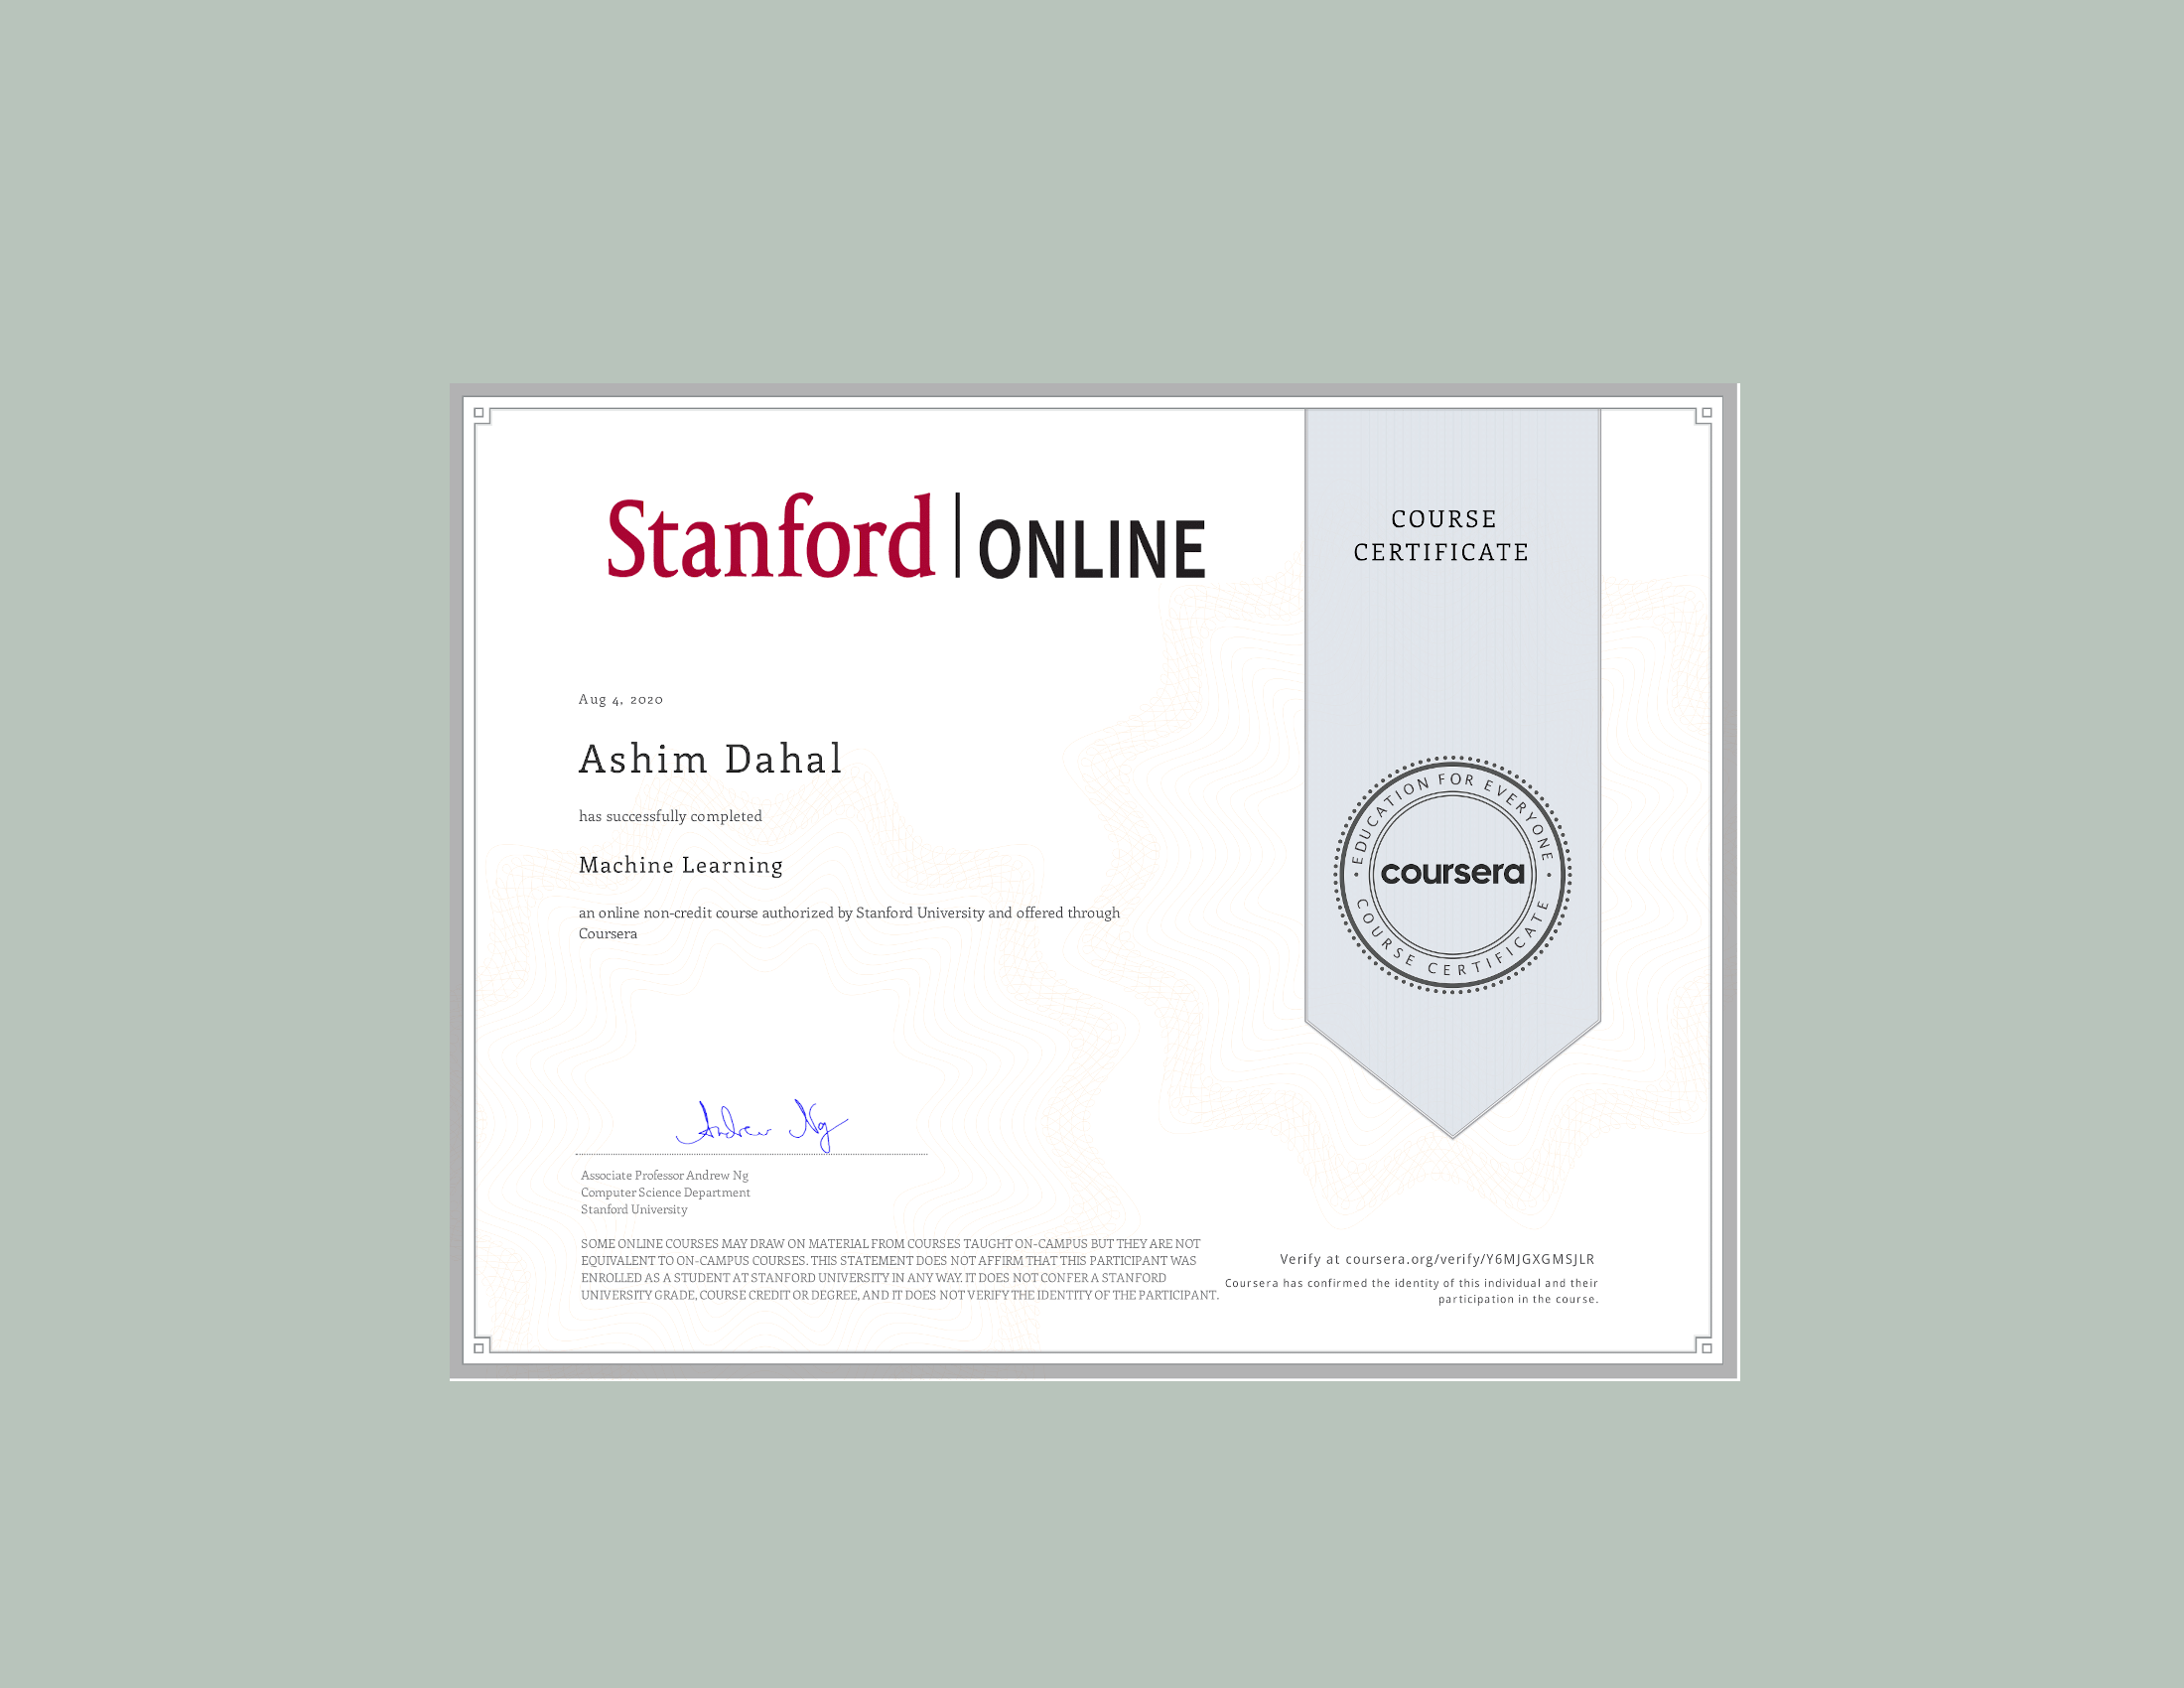 Stanford | ONLINE
COURSE
CERTIFICATE
Aug 4, 2020
Ashim Dahal
has successfully completed
Machine Learning
an online non-credit course authorized by Stanford University and offered through
Coursera
EDUCATION FOR EVERYONE
coursera
COURSE CERTIFICATE
Andrew Ng
Associate Professor Andrew Ng
Computer Science Department
Stanford University
SOME ONLINE COURSES MAY DRAW ON MATERIAL FROM COURSES TAUGHT ON-CAMPUS BUT THEY ARE NOT
EQUIVALENT TO ON-CAMPUS COURSES. THIS STATEMENT DOES NOT AFFIRM THAT THIS PARTICIPANT WAS
ENROLLED AS A STUDENT AT STANFORD UNIVERSITY IN ANY WAY. IT DOES NOT CONFER A STANFORD
UNIVERSITY GRADE, COURSE CREDIT OR DEGREE, AND IT DOES NOT VERIFY THE IDENTITY OF THE PARTICIPANT.
Verify at coursera.org/verify/Y6MJGXGMSJLR
Coursera has confirmed the identity of this individual and their
participation in the course.